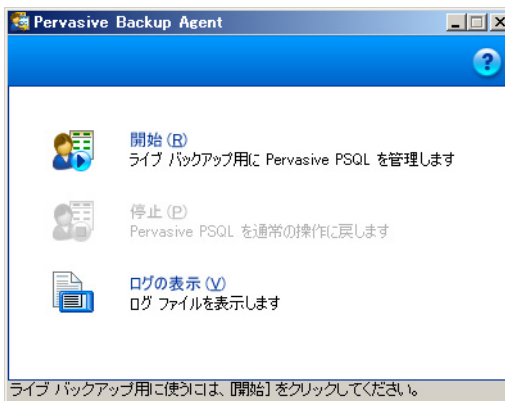 Pervasive Backup Agent
?
開始(R)
ライブ バックアップ用に Pervasive PSQL を管理します
停止(P)
Pervasive PSQL を通常の操作に戻します
ログの表示(V)
ログ ファイルを表示します
ライブ バックアップ用に使うには、[開始] をクリックしてください。